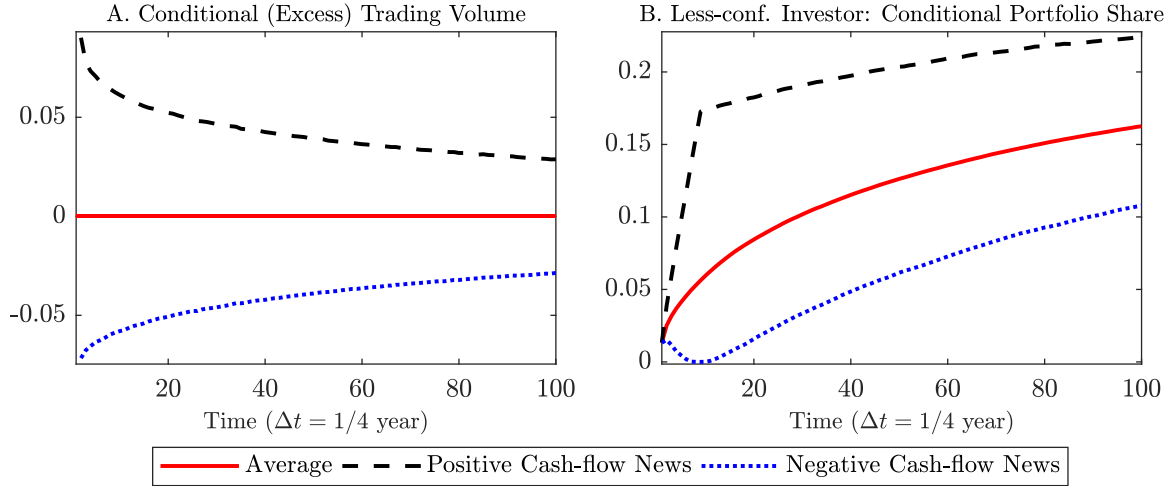 A. Conditional (Excess) Trading Volume
0.05
0
-0.05
20 40 60 80 100
Time (Δt = 1/4 year)
B. Less-conf. Investor: Conditional Portfolio Share
0.2
0.15
0.1
0.05
0
20 40 60 80 100
Time (Δt = 1/4 year)
Average Positive Cash-flow News Negative Cash-flow News